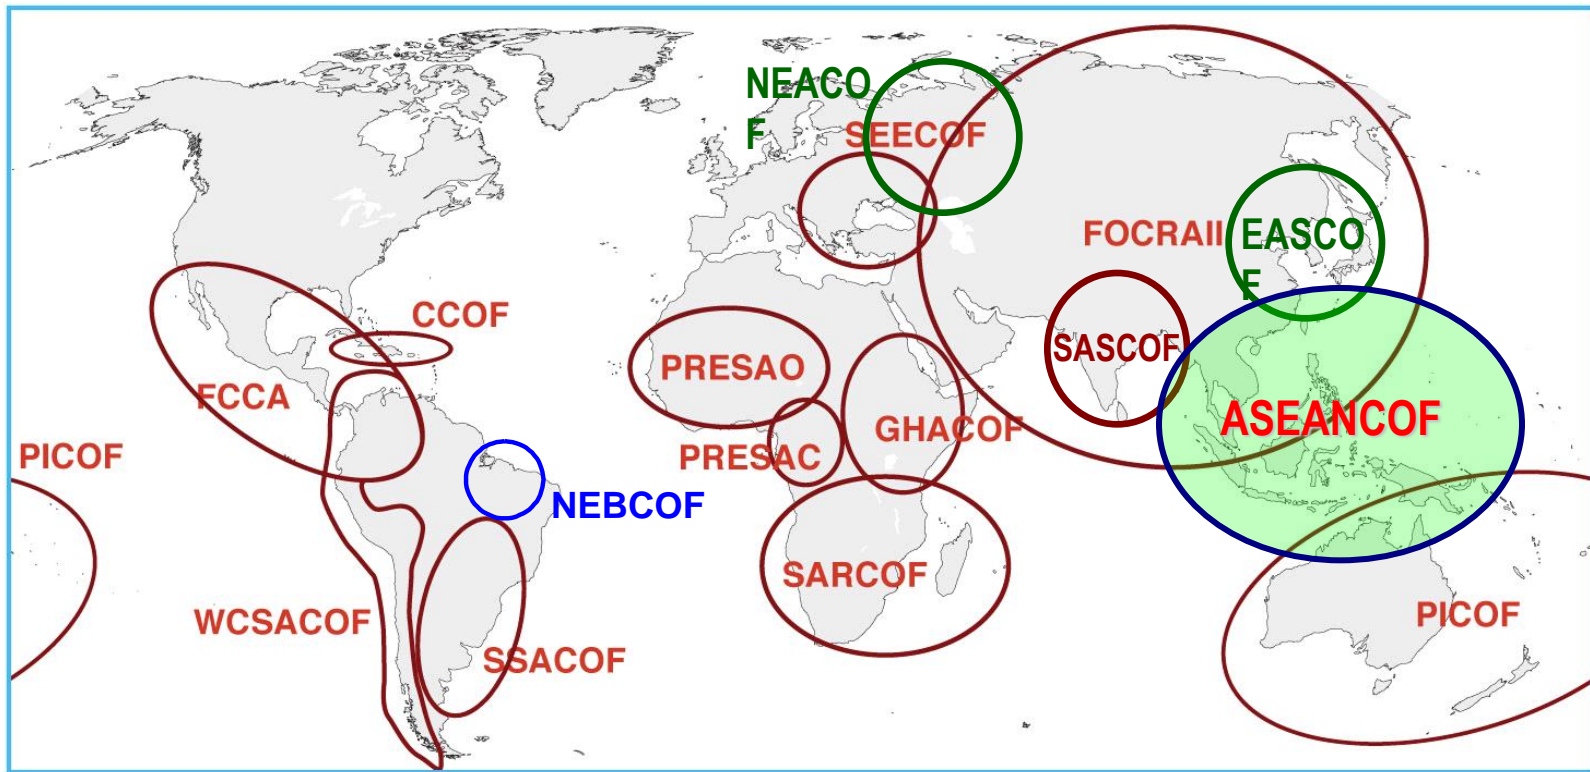 NEACO
F
SEECOF
FOCRAII
EASCO
F
CCOF
SASCOF
PRESAO
FCCA
ASEANCOF
GHACOF
PICOF
PRESAC
NEBCOF
SARCOF
WCSACOF
PICOF
SSACOF